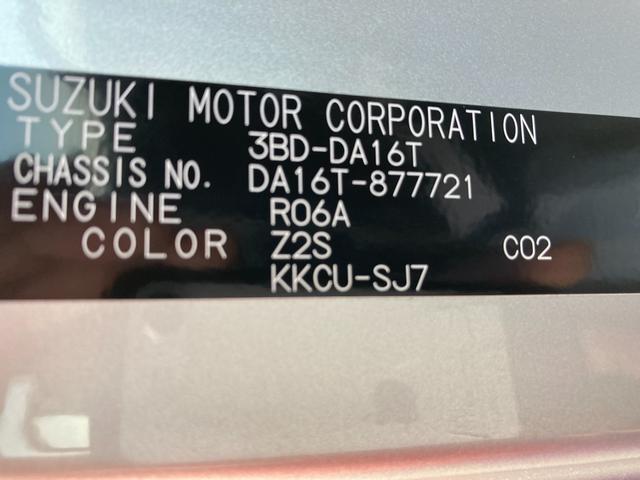 SUZUKI MOTOR CORPORATION
TYPE 3BD-DA16T
CHASSIS NO. DA16T-877721
ENGINE R06A
COLOR Z2S C02
KKCU-SJ7